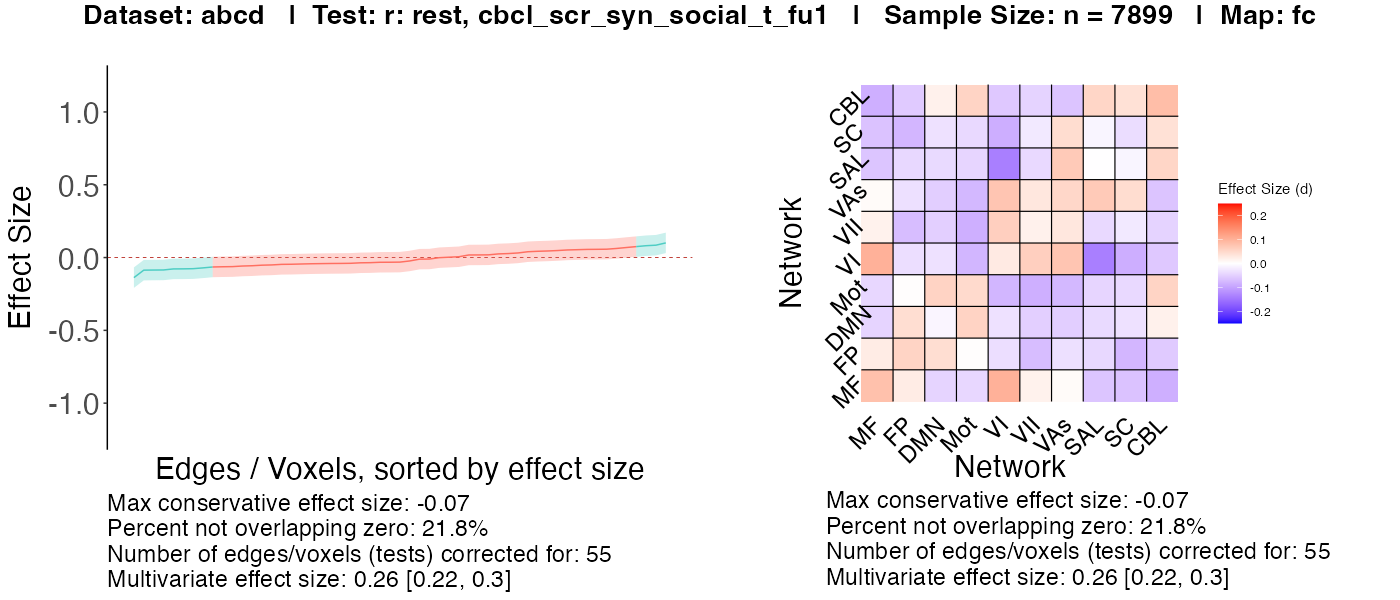 Dataset: abcd | Test: r: rest, cbcl_scr_syn_social_t_fu1 | Sample Size: n = 7899 | Map: fc
Effect Size
1.0
0.5
0.0
-0.5
-1.0
Edges / Voxels, sorted by effect size
Max conservative effect size: -0.07
Percent not overlapping zero: 21.8%
Number of edges/voxels (tests) corrected for: 55
Multivariate effect size: 0.26 [0.22, 0.3]
Network
CBL
SC
SAL
VAs
VII
VI
Mot
DMN
FP
MF
MF FP DMN Mot VI VII VAs SAL SC CBL
Network
Effect Size (d)
0.2
0.1
0.0
-0.1
-0.2
Max conservative effect size: -0.07
Percent not overlapping zero: 21.8%
Number of edges/voxels (tests) corrected for: 55
Multivariate effect size: 0.26 [0.22, 0.3]